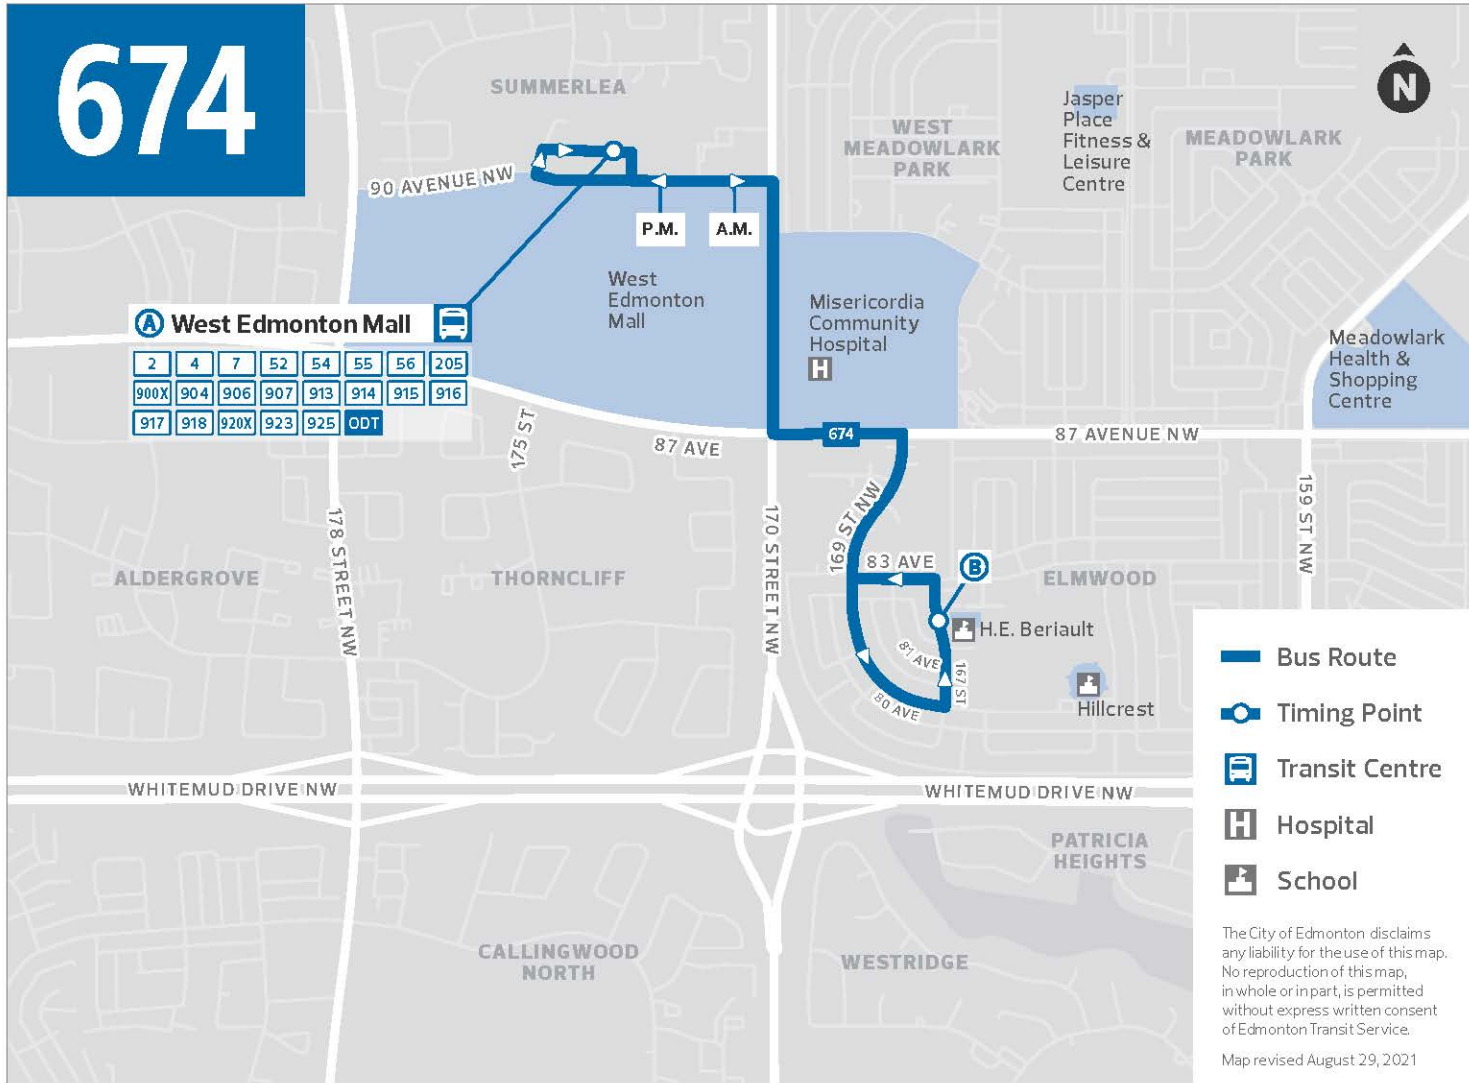 674
SUMMERLEA
WEST
MEADOWLARK
PARK
Jasper
Place
Fitness &
Leisure
Centre
MEADOWLARK
PARK
N
90 AVENUE NW
P.M.
A.M.
West
Edmonton
Mall
Misericordia
Community
Hospital
H
Meadowlark
Health &
Shopping
Centre
A West Edmonton Mall
2 4 7 52 54 55 56 205
900X 904 906 907 913 914 915 916
917 918 920X 923 925 ODT
175 ST
87 AVE
674
87 AVENUE NW
178 STREET NW
170 STREET NW
169 ST NW
159 ST NW
83 AVE
B
ALDERGROVE
THORNCLIFF
ELMWOOD
H.E. Beriault
81 AVE
167 ST
80 AVE
Hillcrest
WHITEMUD DRIVE NW
WHITEMUD DRIVE NW
PATRICIA
HEIGHTS
CALLINGWOOD
NORTH
WESTRIDGE
Bus Route
Timing Point
Transit Centre
H Hospital
School
The City of Edmonton disclaims
any liability for the use of this map.
No reproduction of this map,
in whole or in part, is permitted
without express written consent
of Edmonton Transit Service.
Map revised August 29, 2021